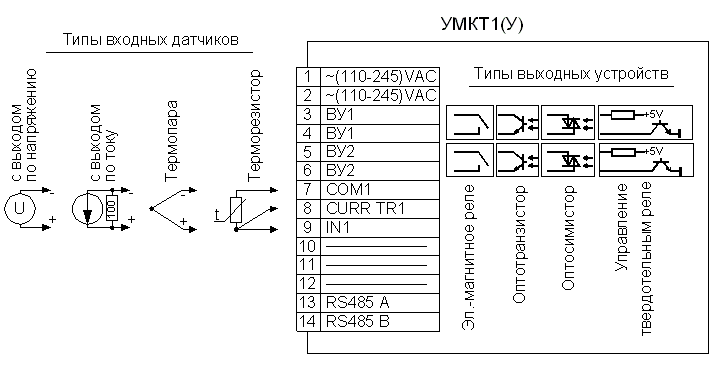 УМКТ1(У)
Типы входных датчиков
с выходом
по напряжению
с выходом
по току
Термопара
Терморезистор
U
-
+
100
-
+
-
+
t
1 ~(110-245)VAC
2 ~(110-245)VAC
3 ВУ1
4 ВУ1
5 ВУ2
6 ВУ2
7 COM1
8 CURR TR1
9 IN1
10
11
12
13 RS485 A
14 RS485 B
Типы выходных устройств
+5V
+5V
Эл.-магнитное реле
Оптотранзистор
Оптосимистор
Управление
твердотельным реле